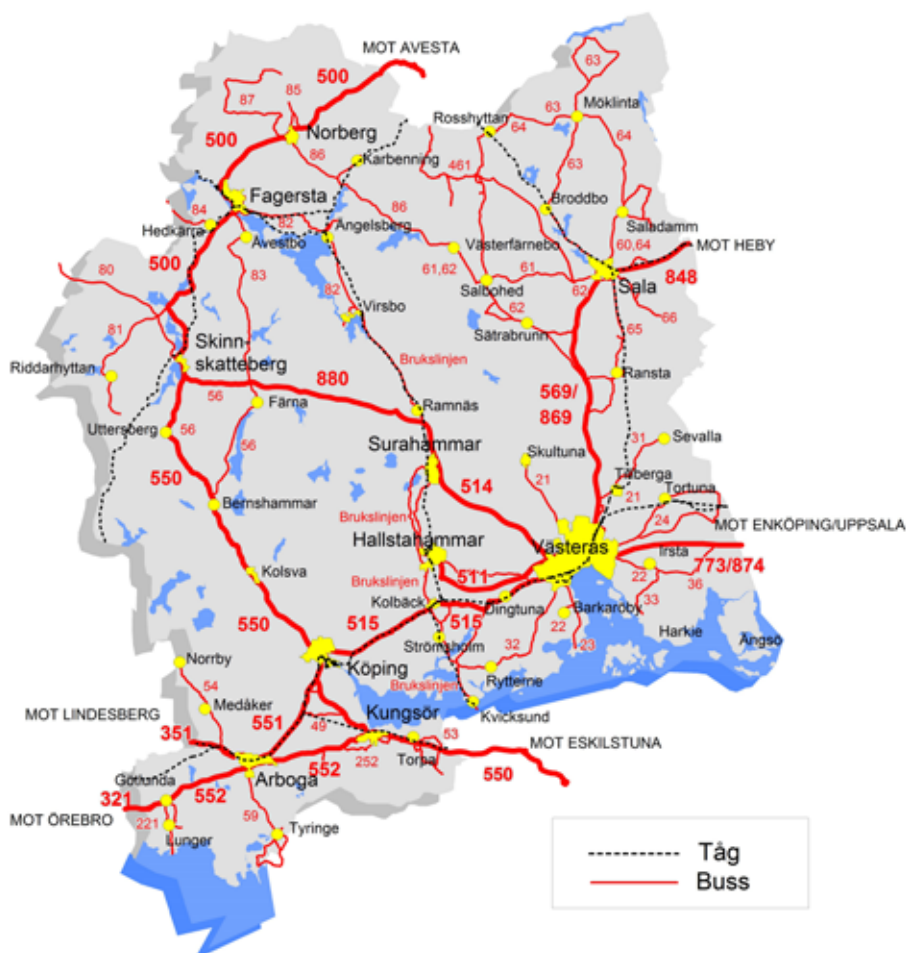 MOT AVESTA
63
500
85
87
63
Möklinta
Rosshyttan
64
64
Norberg
500
86
461
63
Karbenning
Fagersta
86
Broddbo
84
82
Saladamm
Hedkärra
Ängelsberg
Västerfärnebo
60,64
MOT HEBY
Avestbo
500
61,62
61
848
80
83
Salbohed
62
Sala
82
62
66
Virsbo
Sätrabrunn
81
65
Skinn-
skatteberg
Brukslinjen
Riddarhyttan
Ransta
880
569/
869
56
Färna
Ramnäs
Uttersberg
56
56
Surahammar
31
Sevalla
Skultuna
550
514
21
Tillberga
21
Tortuna
Bernshammar
Brukslinjen
24
MOT ENKÖPING/UPPSALA
Hallstahammar
Västerås
Irsta
773/874
Kolsva
Brukslinjen
511
22
36
Kolbäck
Dingtuna
33
515
515
Barkaröby
550
22
Strömsholm
23
Harkie
Ängsö
32
Norrby
Köping
Rytterne
54
Brukslinjen
Medåker
Kvicksund
MOT LINDESBERG
551
Kungsör
49
351
53
MOT ESKILSTUNA
252
Torpa
552
550
Götlunda
Arboga
321
552
MOT ÖREBRO
221
59
Lunger
Tyringe
Tåg
Buss